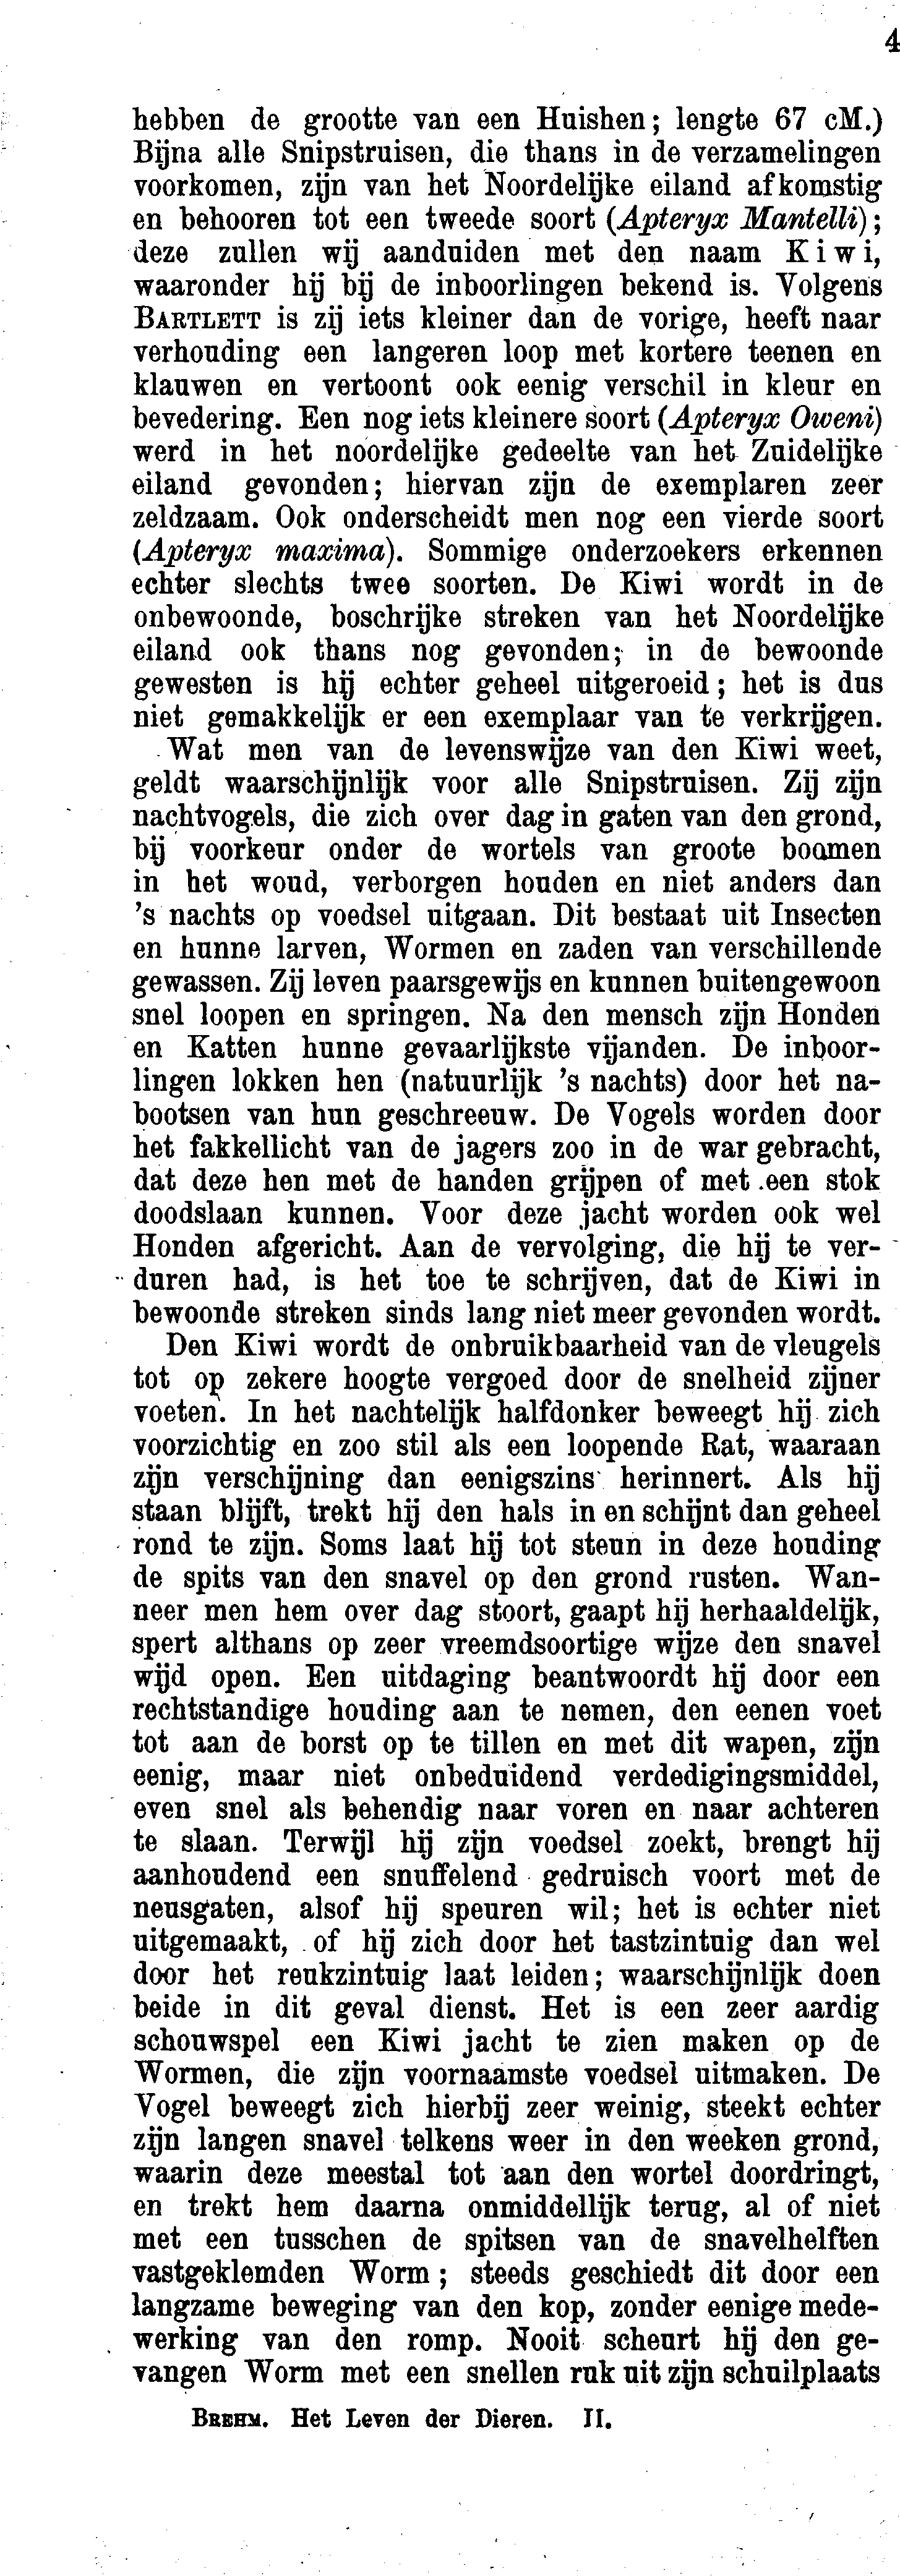 4
hebben de grootte van een Huishen; lengte 67 cM.)
Bijna alle Snipstruisen, die thans in de verzamelingen
voorkomen, zijn van het Noordelijke eiland afkomstig
en behooren tot een tweede soort (Apteryx Mantelli);
deze zullen wij aanduiden met den naam Kiwi,
waaronder hij bij de inboorlingen bekend is. Volgens
BARTLETT is zij iets kleiner dan de vorige, heeft naar
verhouding een langeren loop met kortere teenen en
klauwen en vertoont ook eenig verschil in kleur en
bevedering. Een nog iets kleinere soort (Apteryx Oweni)
werd in het noordelijke gedeelte van het Zuidelijke
eiland gevonden; hiervan zijn de exemplaren zeer
zeldzaam. Ook onderscheidt men nog een vierde soort
(Apteryx maxima). Sommige onderzoekers erkennen
echter slechts twee soorten. De Kiwi wordt in de
onbewoonde, boschrijke streken van het Noordelijke
eiland ook thans nog gevonden; in de bewoonde
gewesten is hij echter geheel uitgeroeid; het is dus
niet gemakkelijk er een exemplaar van te verkrijgen.
Wat men van de levenswijze van den Kiwi weet,
geldt waarschijnlijk voor alle Snipstruisen. Zij zijn
nachtvogels, die zich over dag in gaten van den grond,
bij voorkeur onder de wortels van groote boomen
in het woud, verborgen houden en niet anders dan
's nachts op voedsel uitgaan. Dit bestaat uit Insecten
en hunne larven, Wormen en zaden van verschillende
gewassen. Zij leven paarsgewijs en kunnen buitengewoon
snel loopen en springen. Na den mensch zijn Honden
en Katten hunne gevaarlijkste vijanden. De inboor-
lingen lokken hen (natuurlijk 's nachts) door het na-
bootsen van hun geschreeuw. De Vogels worden door
het fakkellicht van de jagers zoo in de war gebracht,
dat deze hen met de handen grijpen of met een stok
doodslaan kunnen. Voor deze jacht worden ook wel
Honden afgericht. Aan de vervolging, die hij te ver-
duren had, is het toe te schrijven, dat de Kiwi in
bewoonde streken sinds lang niet meer gevonden wordt.
Den Kiwi wordt de onbruikbaarheid van de vleugels
tot op zekere hoogte vergoed door de snelheid zijner
voeten. In het nachtelijk halfdonker beweegt hij zich
voorzichtig en zoo stil als een loopende Rat, waaraan
zijn verschijning dan eenigszins herinnert. Als hij
staan blijft, trekt hij den hals in en schijnt dan geheel
rond te zijn. Soms laat hij tot steun in deze houding
de spits van den snavel op den grond rusten. Wan-
neer men hem over dag stoort, gaapt hij herhaaldelijk,
spert althans op zeer vreemdsoortige wijze den snavel
wijd open. Een uitdaging beantwoordt hij door een
rechtstandige houding aan te nemen, den eenen voet
tot aan de borst op te tillen en met dit wapen, zijn
eenig, maar niet onbeduidend verdedigingsmiddel,
even snel als behendig naar voren en naar achteren
te slaan. Terwijl hij zijn voedsel zoekt, brengt hij
aanhoudend een snuffelend gedruisch voort met de
neusgaten, alsof hij speuren wil; het is echter niet
uitgemaakt, of hij zich door het tastzintuig dan wel
door het reukzintuig laat leiden; waarschijnlijk doen
beide in dit geval dienst. Het is een zeer aardig
schouwspel een Kiwi jacht te zien maken op de
Wormen, die zijn voornaamste voedsel uitmaken. De
Vogel beweegt zich hierbij zeer weinig, steekt echter
zijn langen snavel telkens weer in den weeken grond,
waarin deze meestal tot aan den wortel doordringt,
en trekt hem daarna onmiddellijk terug, al of niet
met een tusschen de spitsen van de snavelhelften
vastgeklemden Worm; steeds geschiedt dit door een
langzame beweging van den kop, zonder eenige mede-
werking van den romp. Nooit scheurt hij den ge-
vangen Worm met een snellen ruk uit zijn schuilplaats
BREHM. Het Leven der Dieren. II.